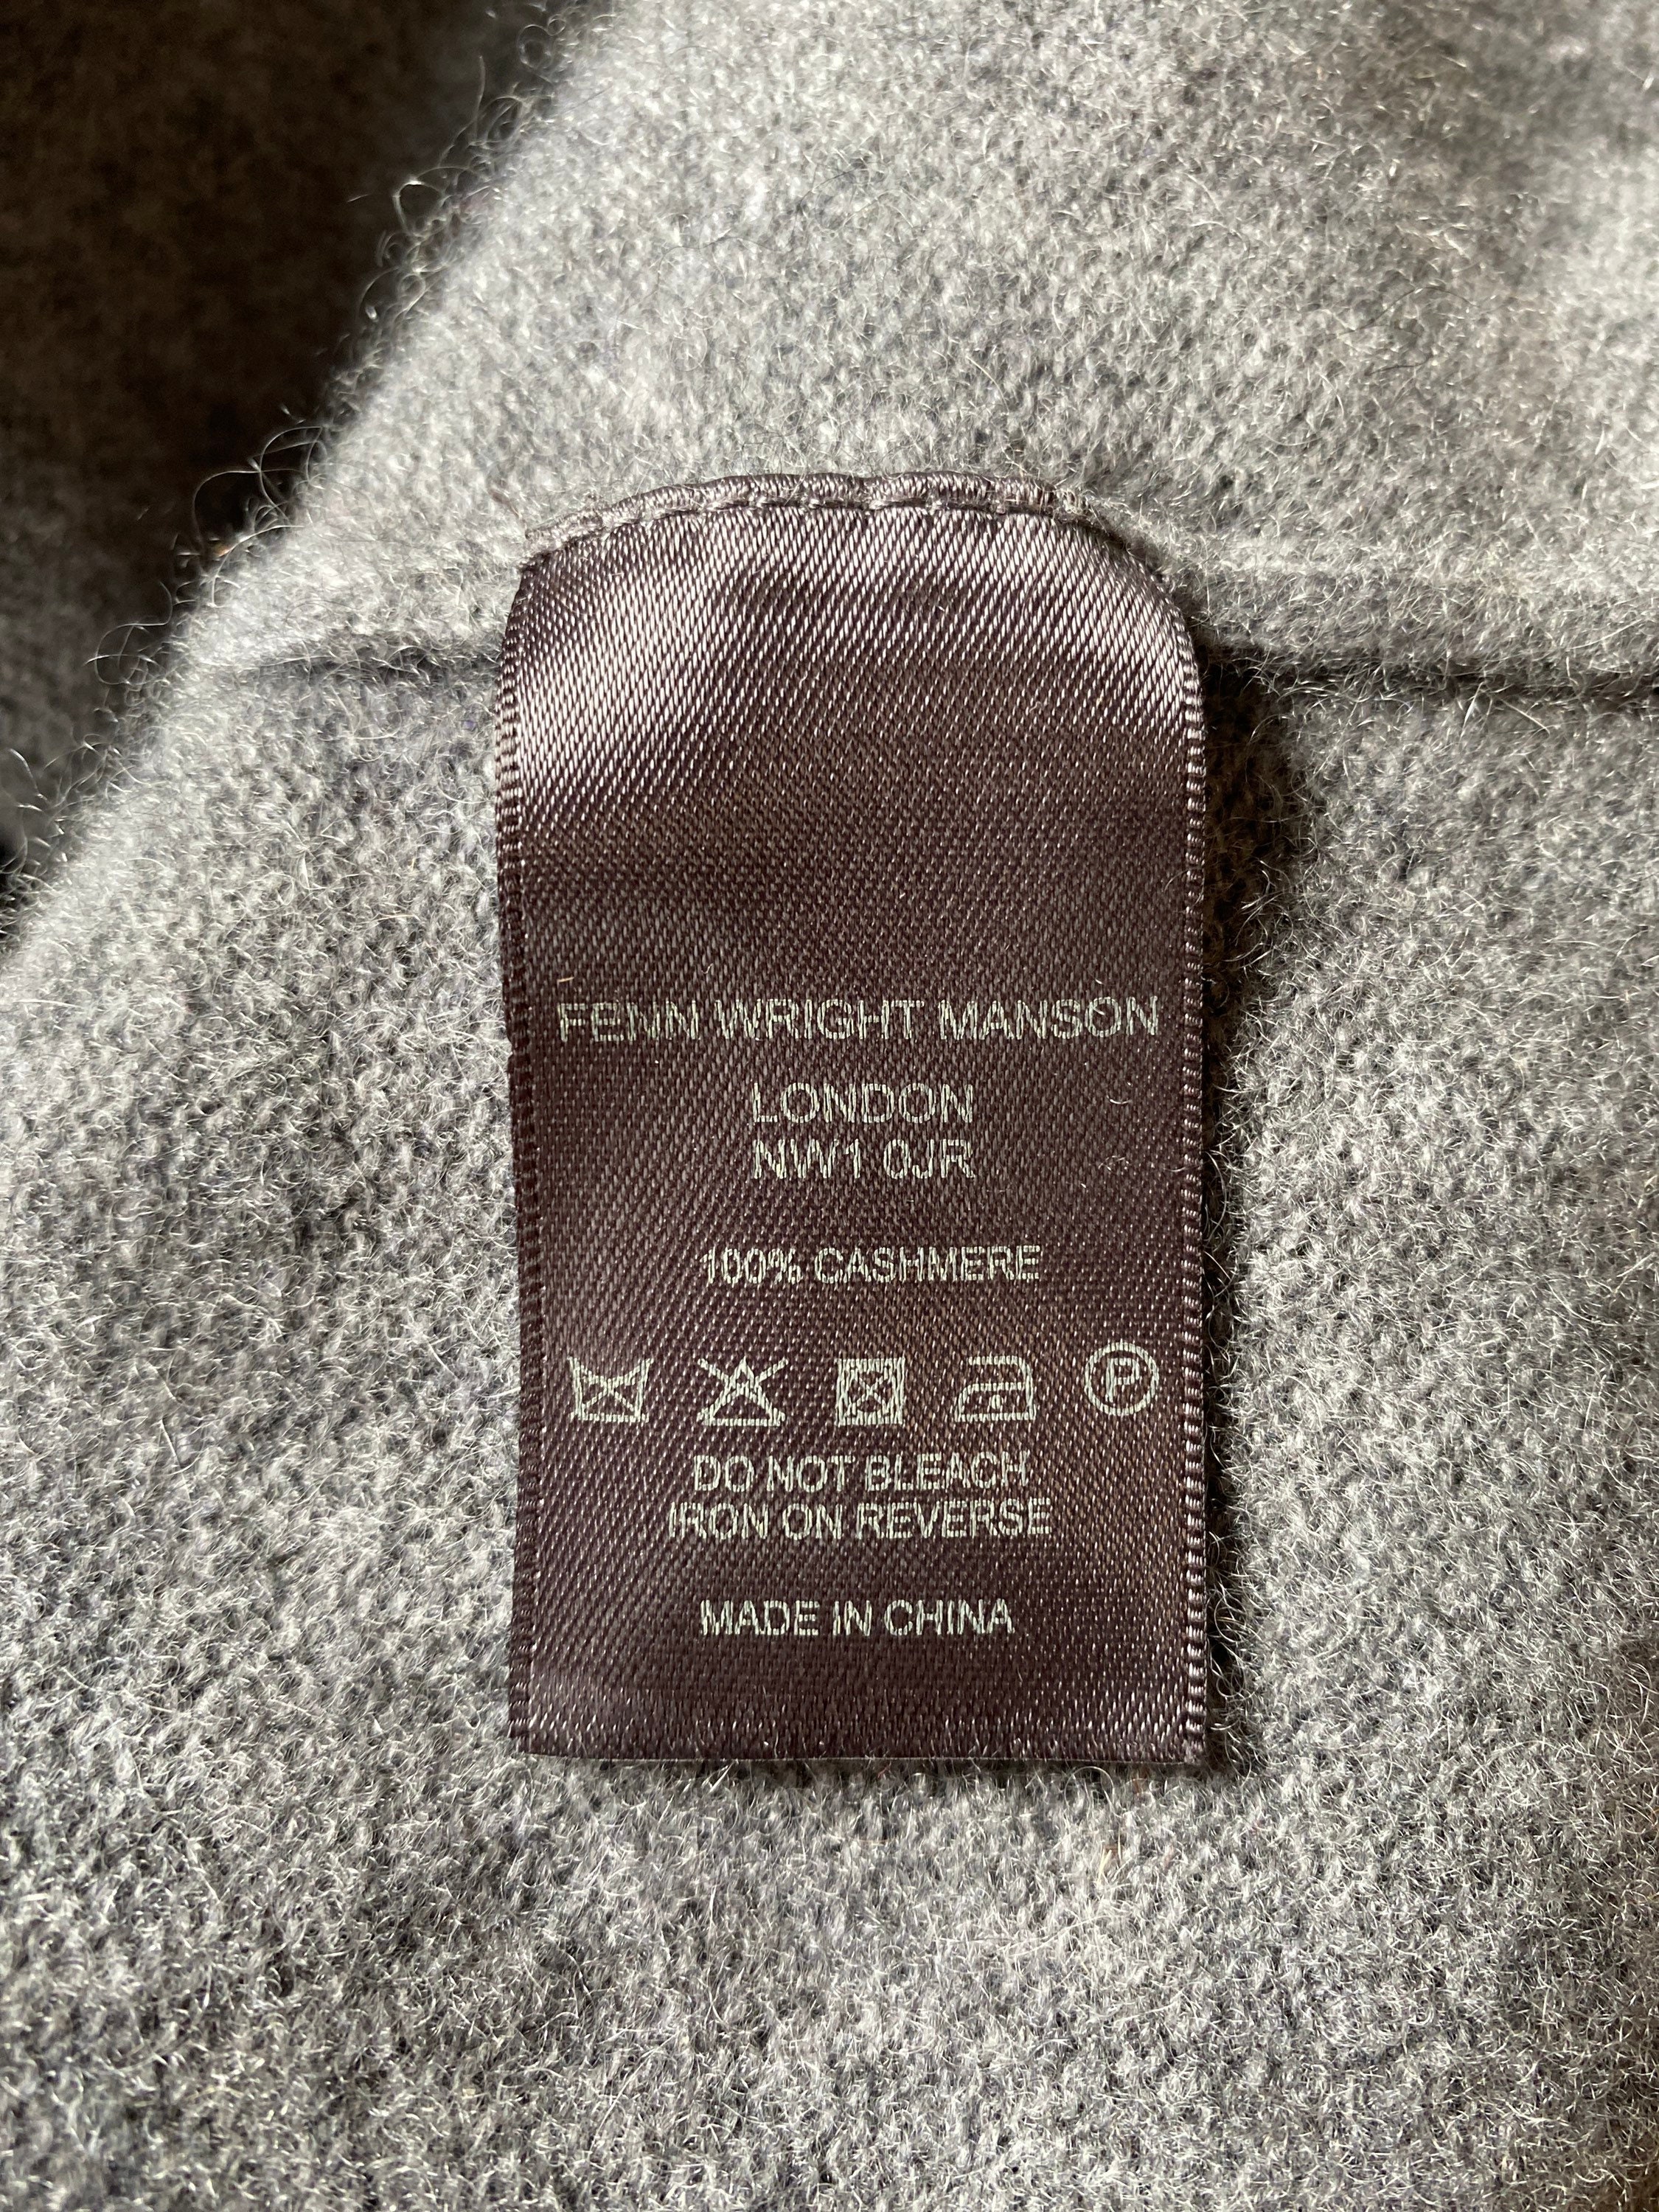 FENN WRIGHT MANSON
LONDON
NW1 0JR
100% CASHMERE
P
DO NOT BLEACH
IRON ON REVERSE
MADE IN CHINA